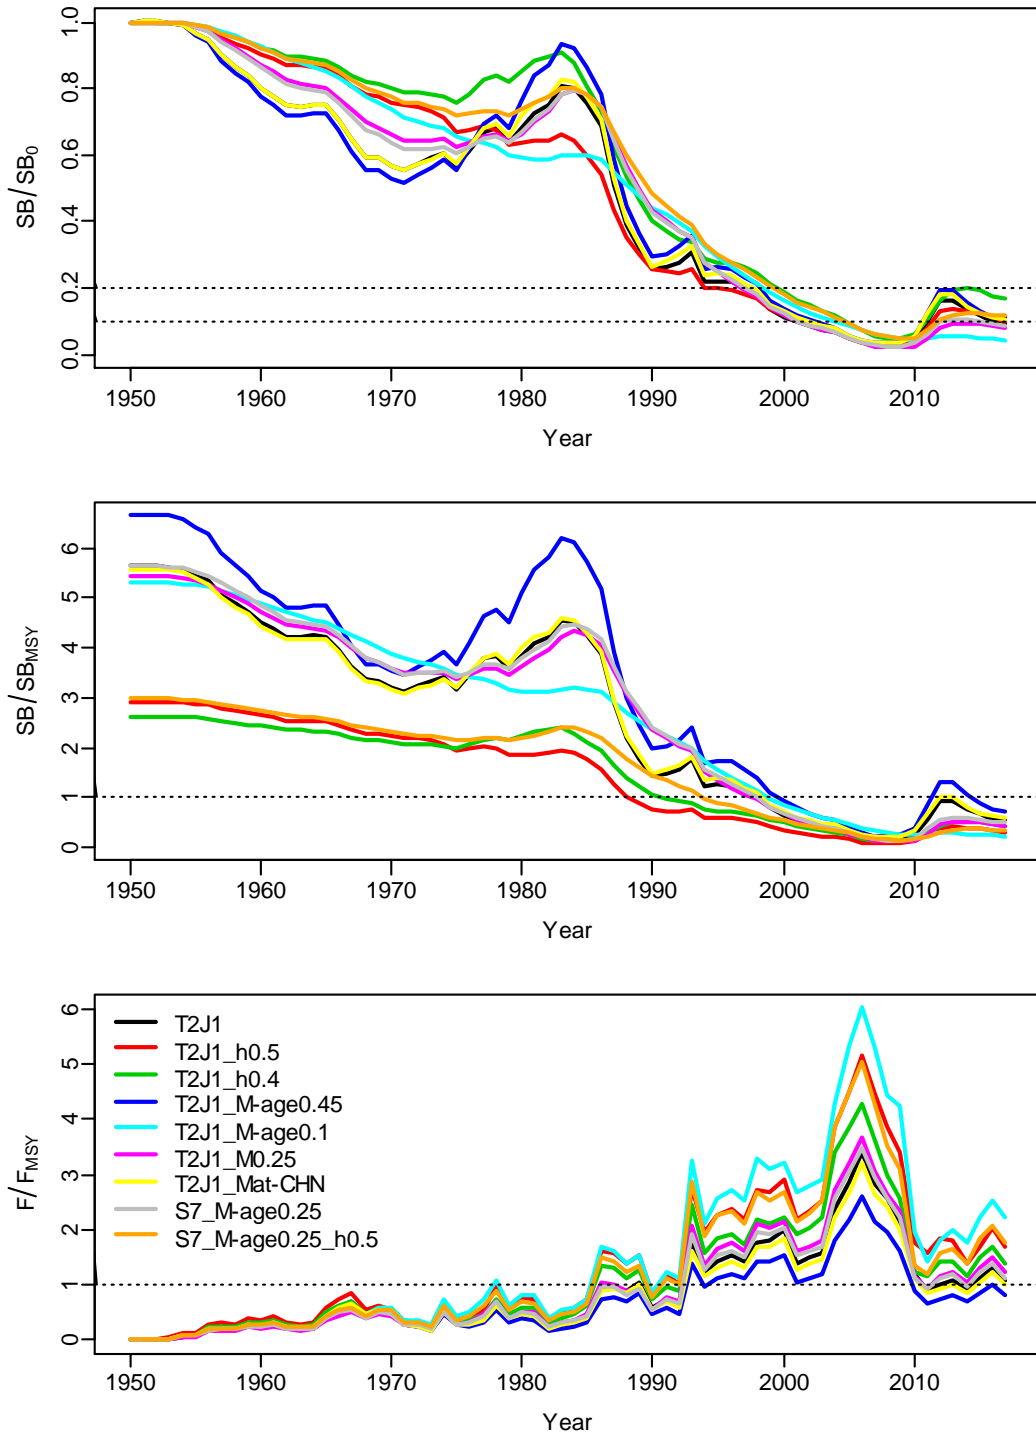 SB/SB0
1.0
0.8
0.6
0.4
0.2
0.0
1950 1960 1970 1980 1990 2000 2010
Year
SB/SBMSY
6
5
4
3
2
1
0
1950 1960 1970 1980 1990 2000 2010
Year
F/FMSY
6
5
4
3
2
1
0
T2J1
T2J1_h0.5
T2J1_h0.4
T2J1_M-age0.45
T2J1_M-age0.1
T2J1_M0.25
T2J1_Mat-CHN
S7_M-age0.25
S7_M-age0.25_h0.5
1950 1960 1970 1980 1990 2000 2010
Year